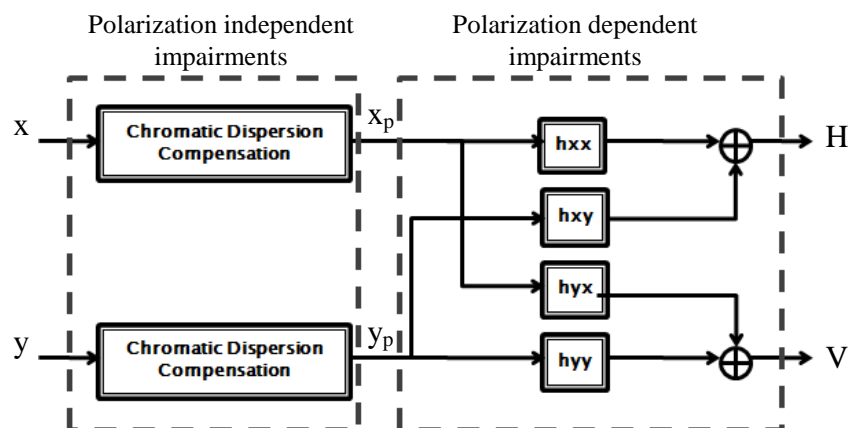 Polarization independent
impairments
Polarization dependent
impairments
x
Chromatic Dispersion
Compensation
xp
hxx
H
hxy
hyx
y
Chromatic Dispersion
Compensation
yp
hyy
V